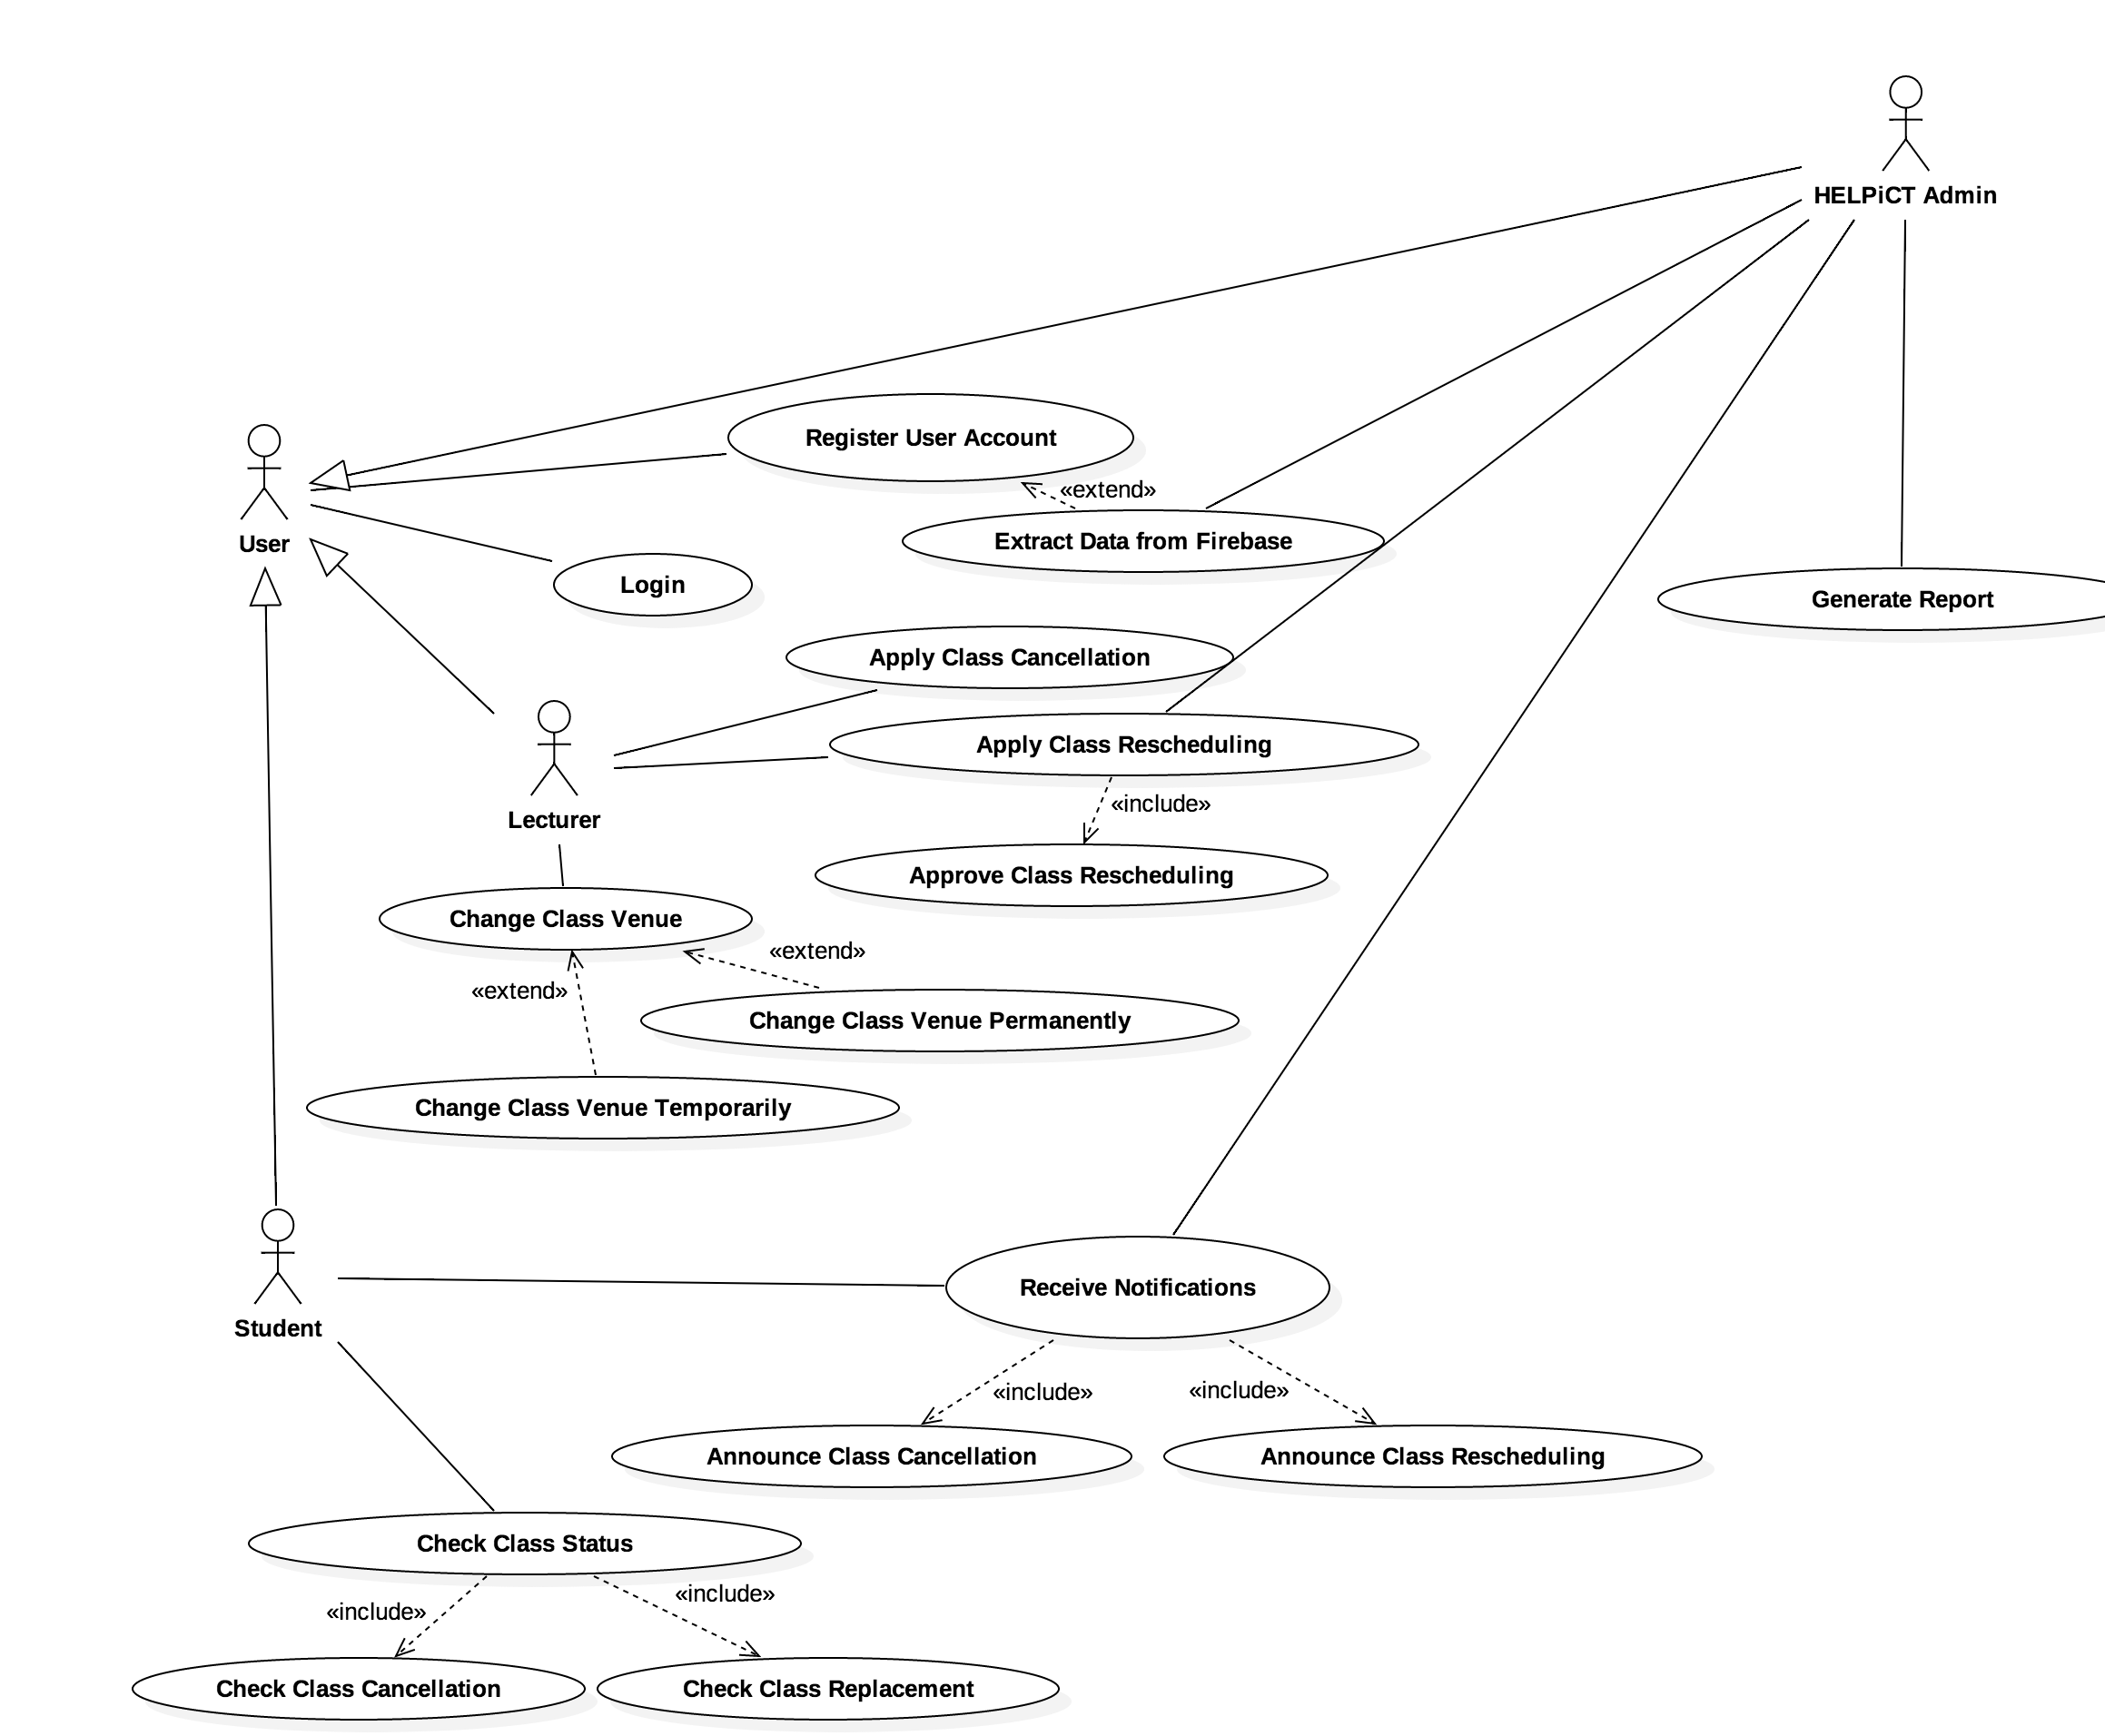 HELPiCT Admin
Register User Account
«extend»
User
Extract Data from Firebase
Login
Generate Report
Apply Class Cancellation
Apply Class Rescheduling
«include»
Lecturer
Approve Class Rescheduling
Change Class Venue
«extend»
«extend»
Change Class Venue Permanently
Change Class Venue Temporarily
Receive Notifications
Student
«include»
«include»
Announce Class Cancellation
Announce Class Rescheduling
Check Class Status
«include»
«include»
Check Class Cancellation
Check Class Replacement